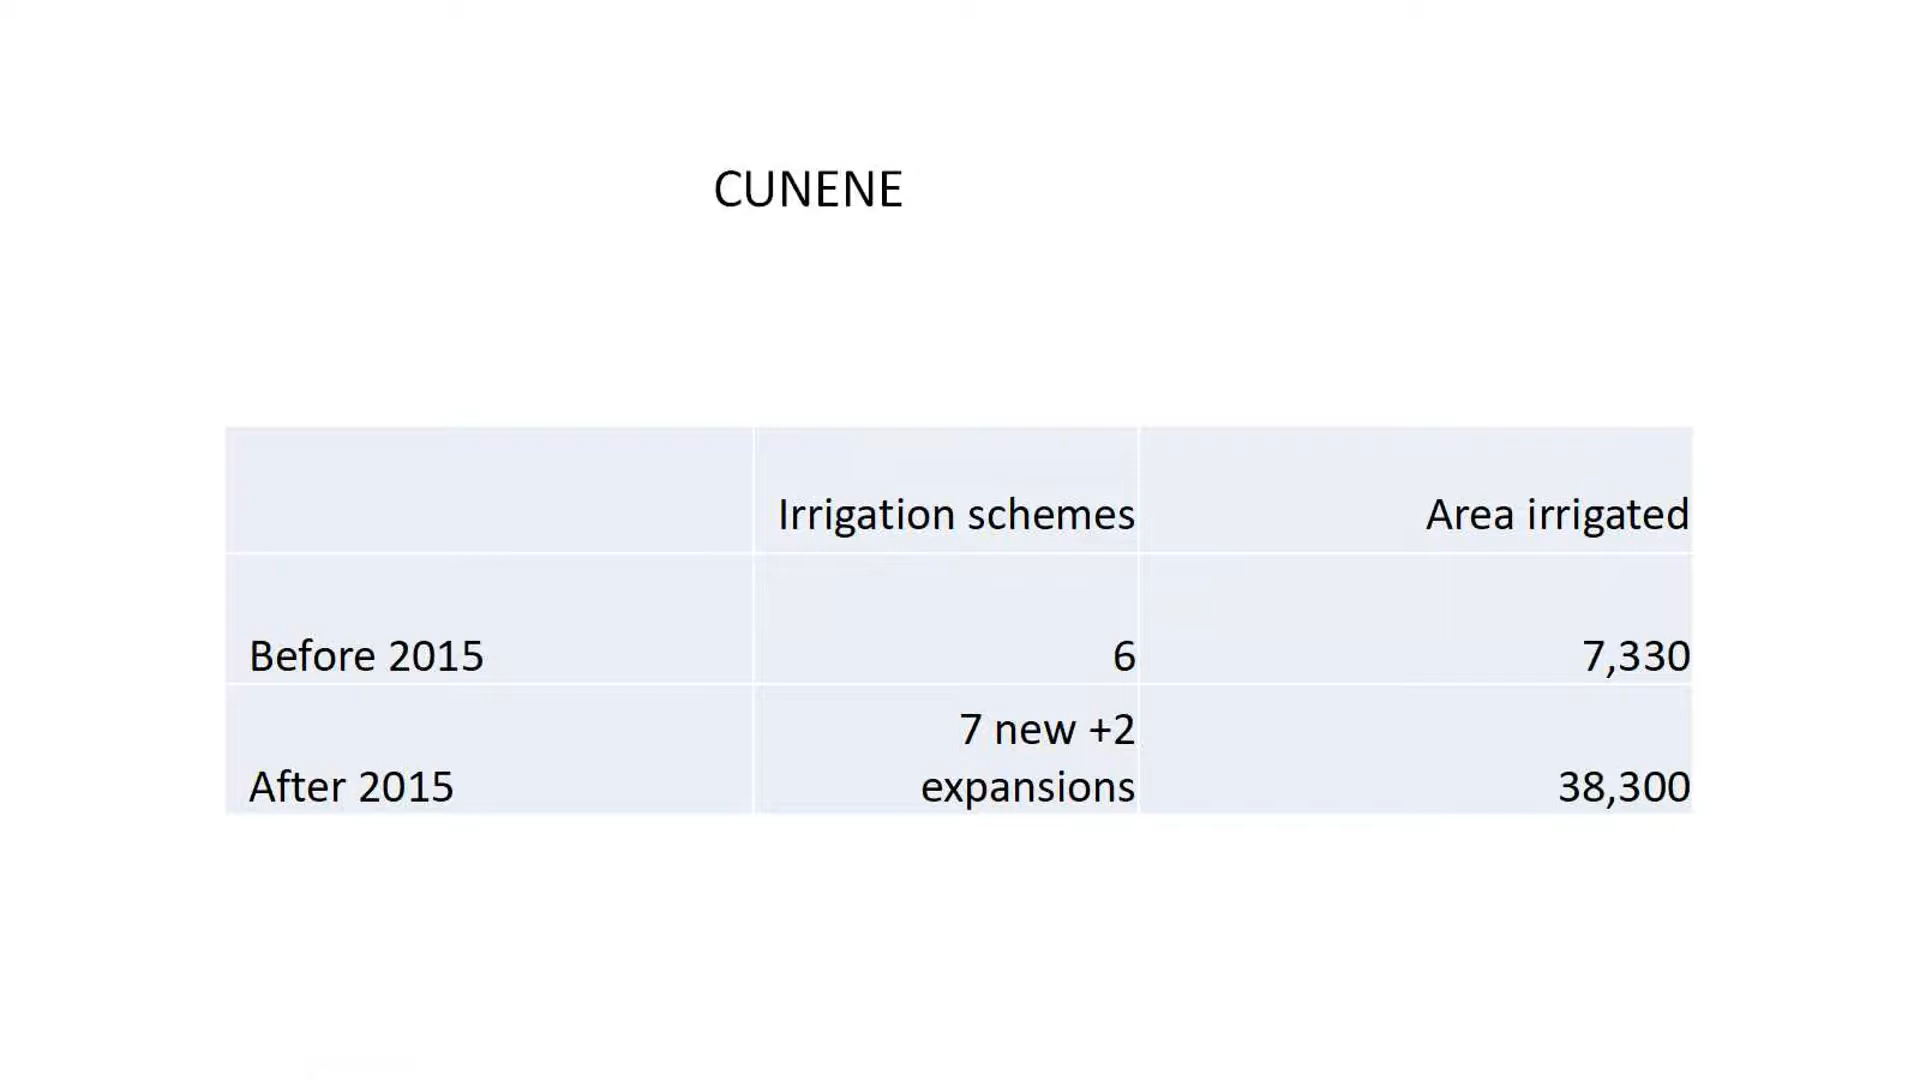 CUNENE
Irrigation schemes
Area irrigated
Before 2015
6
7,330
After 2015
7 new +2
expansions
38,300